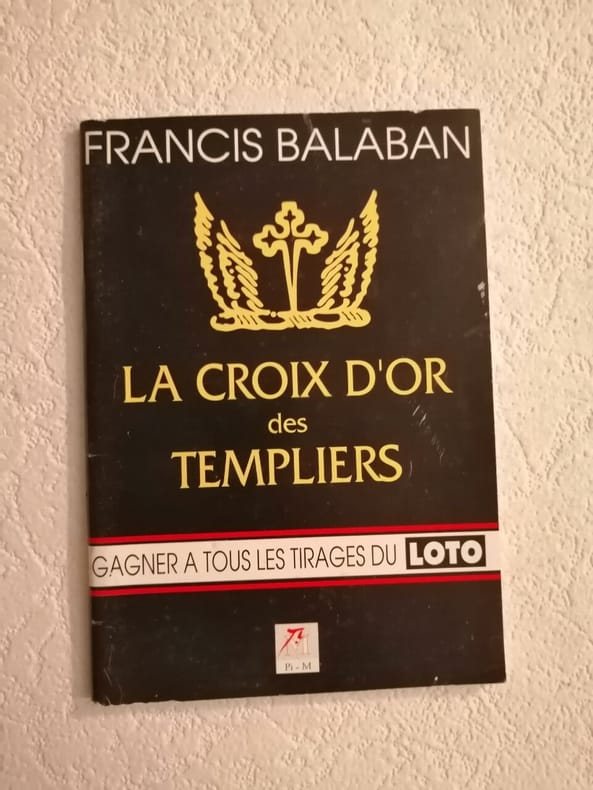 FRANCIS BALABAN
LA CROIX D'OR
des
TEMPLIERS
GAGNER A TOUS LES TIRAGES DU LOTO
Pi - M